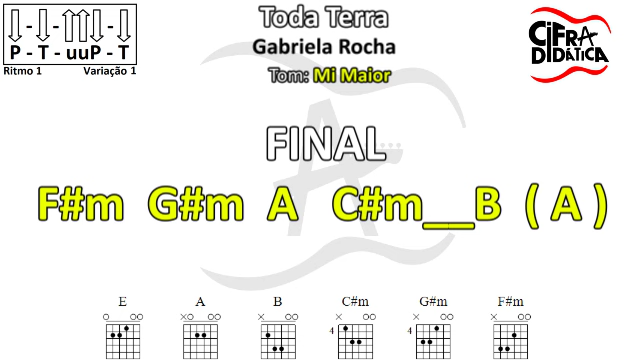 Toda Terra
Gabriela Rocha
Tom: Mi Maior
P - T - uuP - T
Ritmo 1 Variação 1
CiFRA
DIDÁTICA
FINAL
F#m G#m A C#m__B ( A )
E A B C#m G#m F#m
4 4